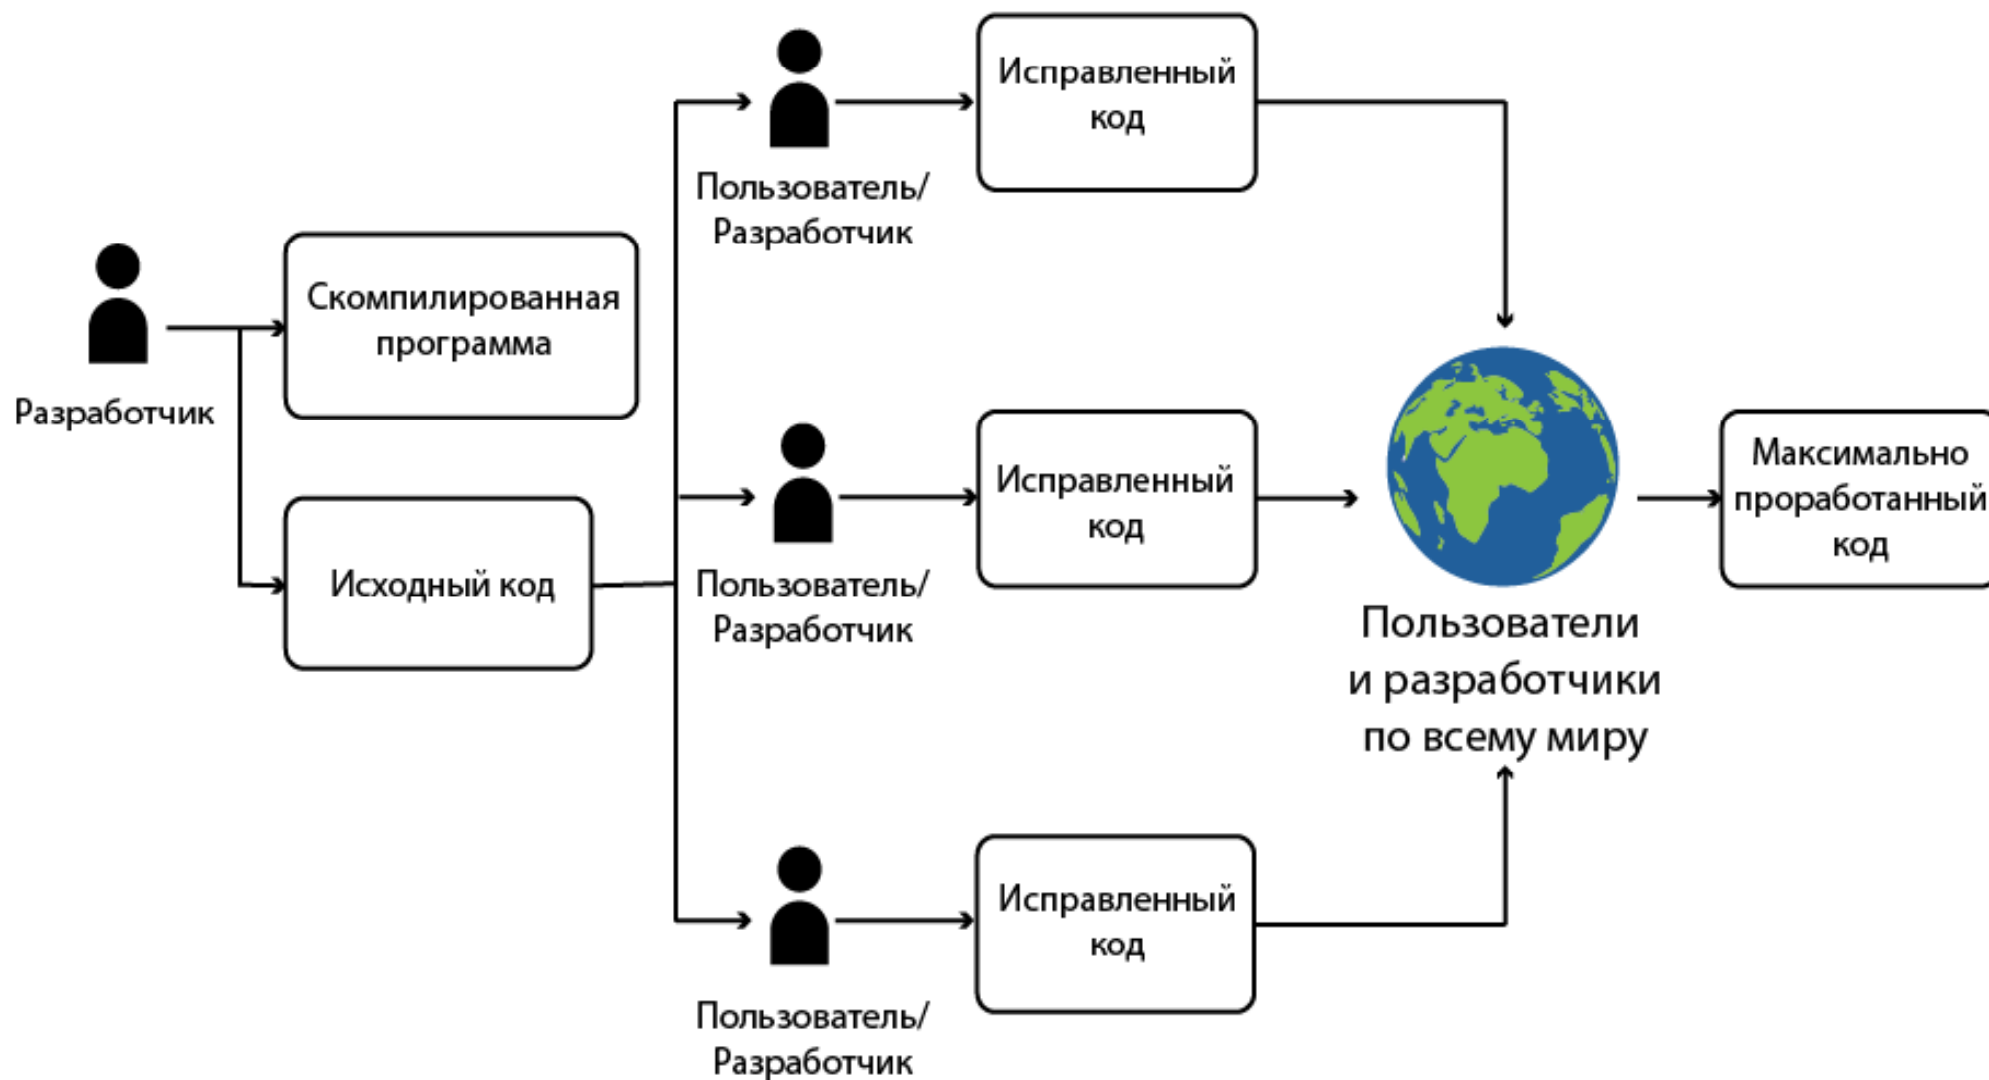 Разработчик
Скомпилированная
программа
Исходный код
Пользователь/
Разработчик
Исправленный
код
Пользователь/
Разработчик
Исправленный
код
Пользователь/
Разработчик
Исправленный
код
Пользователи
и разработчики
по всему миру
Максимально
проработанный
код